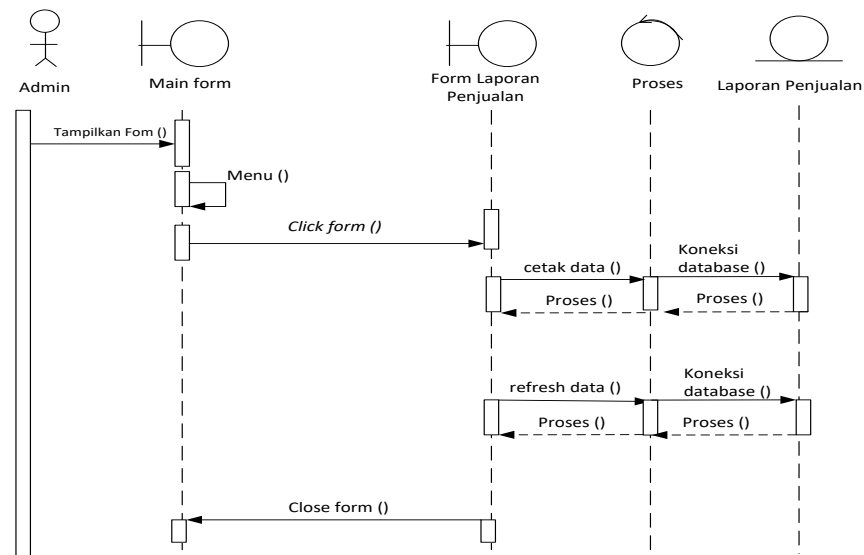 Admin
Main form
Form Laporan
Penjualan
Proses
Laporan Penjualan
Tampilkan Fom ()
Menu ()
Click form ()
cetak data ()
Koneksi
database ()
Proses ()
Proses ()
refresh data ()
Koneksi
database ()
Proses ()
Proses ()
Close form ()